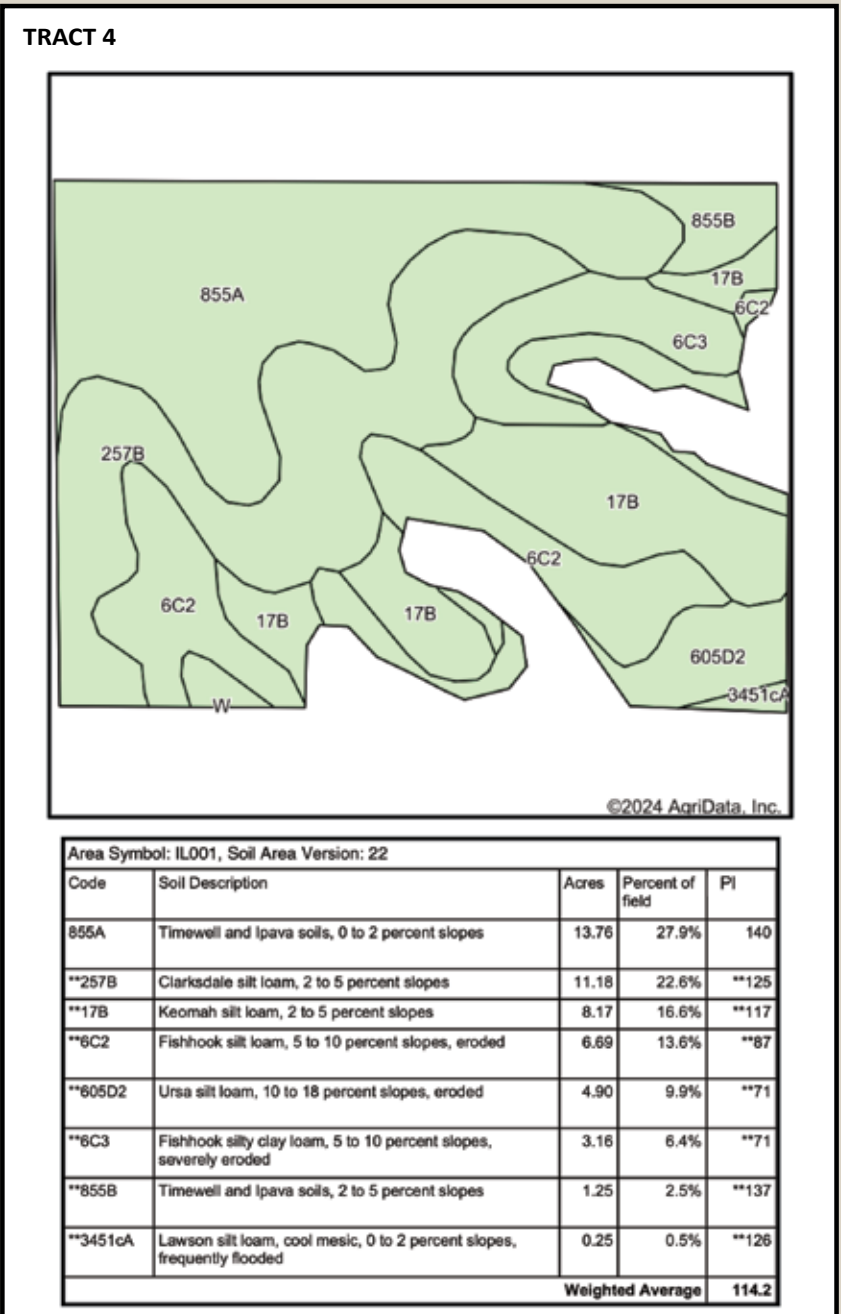 TRACT 4
855B
17B
855A
6C2
6C3
257B
17B
6C2
6C2
17B
17B
605D2
3451cA
W
©2024 AgriData, Inc.
Area Symbol: IL001, Soil Area Version: 22
Code Soil Description Acres Percent of PI
field
855A Timewell and Ipava soils, 0 to 2 percent slopes 13.76 27.9% 140
**257B Clarksdale silt loam, 2 to 5 percent slopes 11.18 22.6% **125
**17B Keomah silt loam, 2 to 5 percent slopes 8.17 16.6% **117
**6C2 Fishhook silt loam, 5 to 10 percent slopes, eroded 6.69 13.6% **87
**605D2 Ursa silt loam, 10 to 18 percent slopes, eroded 4.90 9.9% **71
**6C3 Fishhook silty clay loam, 5 to 10 percent slopes, 3.16 6.4% **71
severely eroded
**855B Timewell and Ipava soils, 2 to 5 percent slopes 1.25 2.5% **137
**3451cA Lawson silt loam, cool mesic, 0 to 2 percent slopes, 0.25 0.5% **126
frequently flooded
Weighted Average 114.2